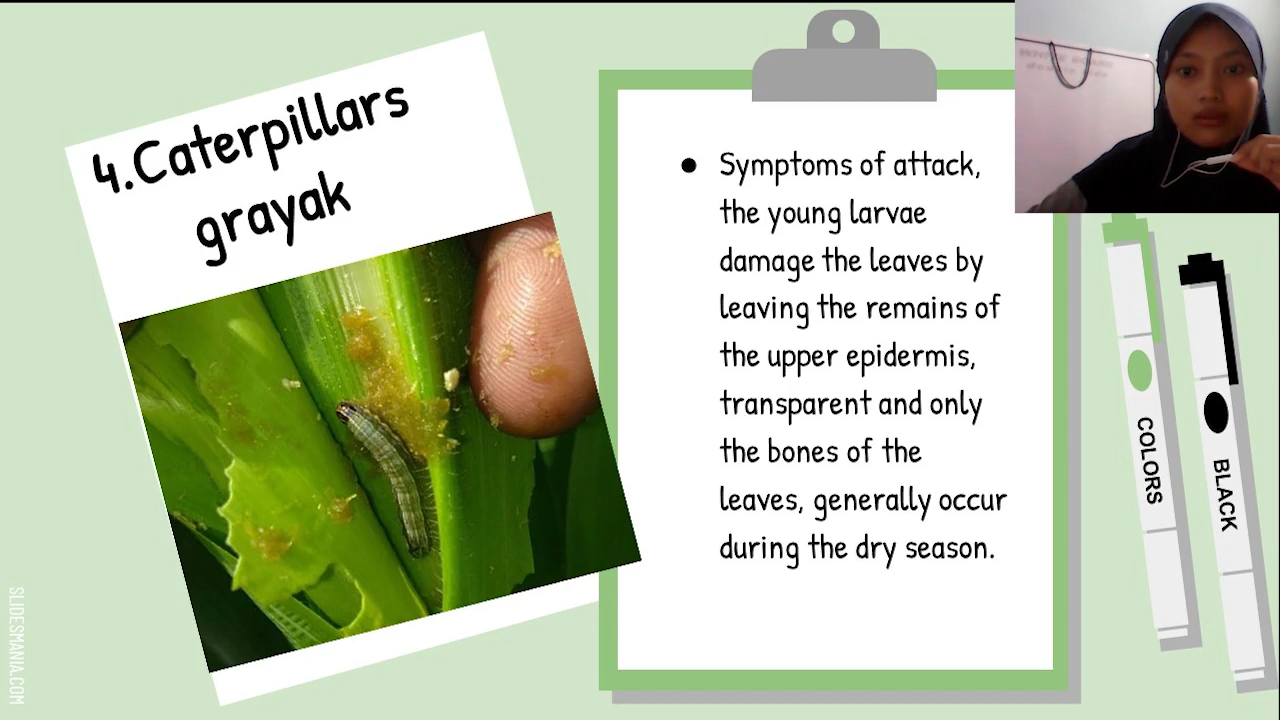 4.Caterpillars
grayak
● Symptoms of attack,
the young larvae
damage the leaves by
leaving the remains of
the upper epidermis,
transparent and only
the bones of the
leaves, generally occur
during the dry season.
COLORS
BLACK
SLIDESMANIA.COM